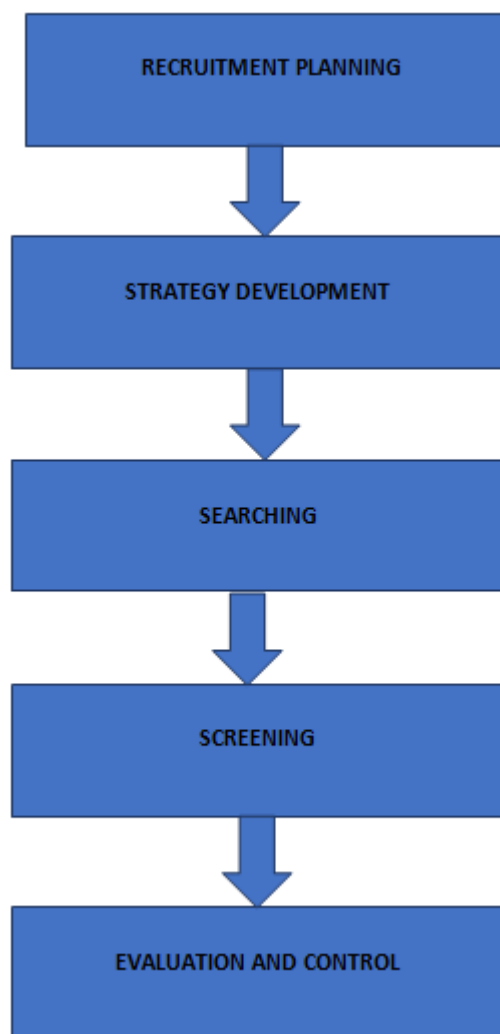 RECRUITMENT PLANNING
STRATEGY DEVELOPMENT
SEARCHING
SCREENING
EVALUATION AND CONTROL